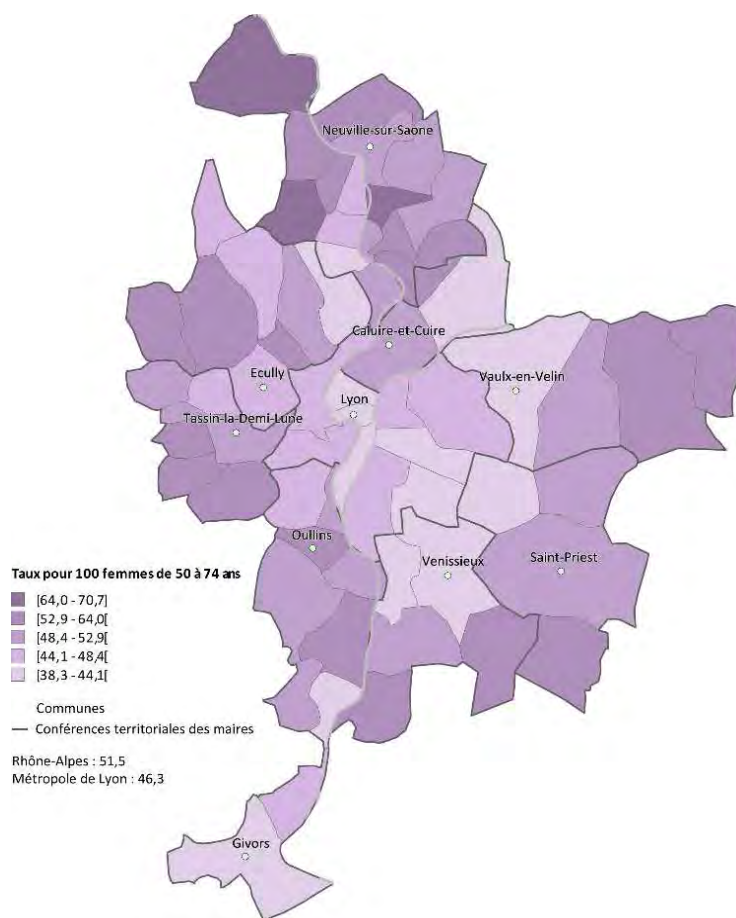 Neuville-sur-Saone
Caluire-et-Cuire
Ecully
Vaulx-en-Velin
Lyon
Tassin-la-Demi-Lune
Oullins
Venissieux
Saint-Priest
Taux pour 100 femmes de 50 à 74 ans
[64,0 - 70,7]
[52,9 - 64,0[
[48,4 - 52,9[
[44,1 - 48,4[
[38,3 - 44,1[
Communes
Conférences territoriales des maires
Rhône-Alpes : 51,5
Métropole de Lyon : 46,3
Givors